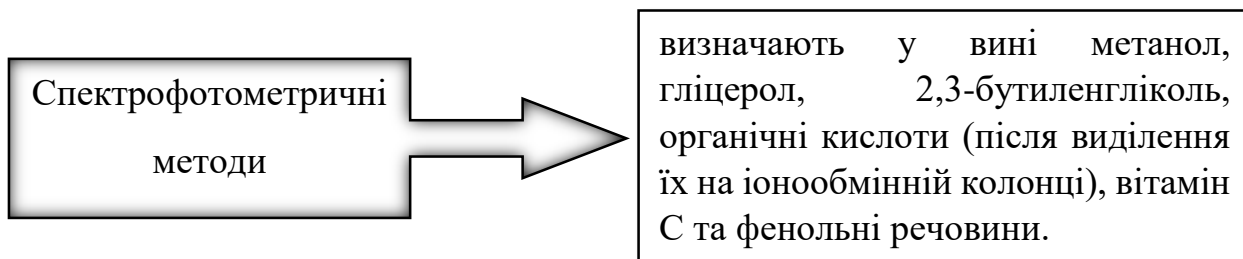 Спектрофотометричні
методи
визначають у вині метанол,
гліцерол, 2,3-бутиленгліколь,
органічні кислоти (після виділення
їх на іонообмінній колонці), вітамін
С та фенольні речовини.